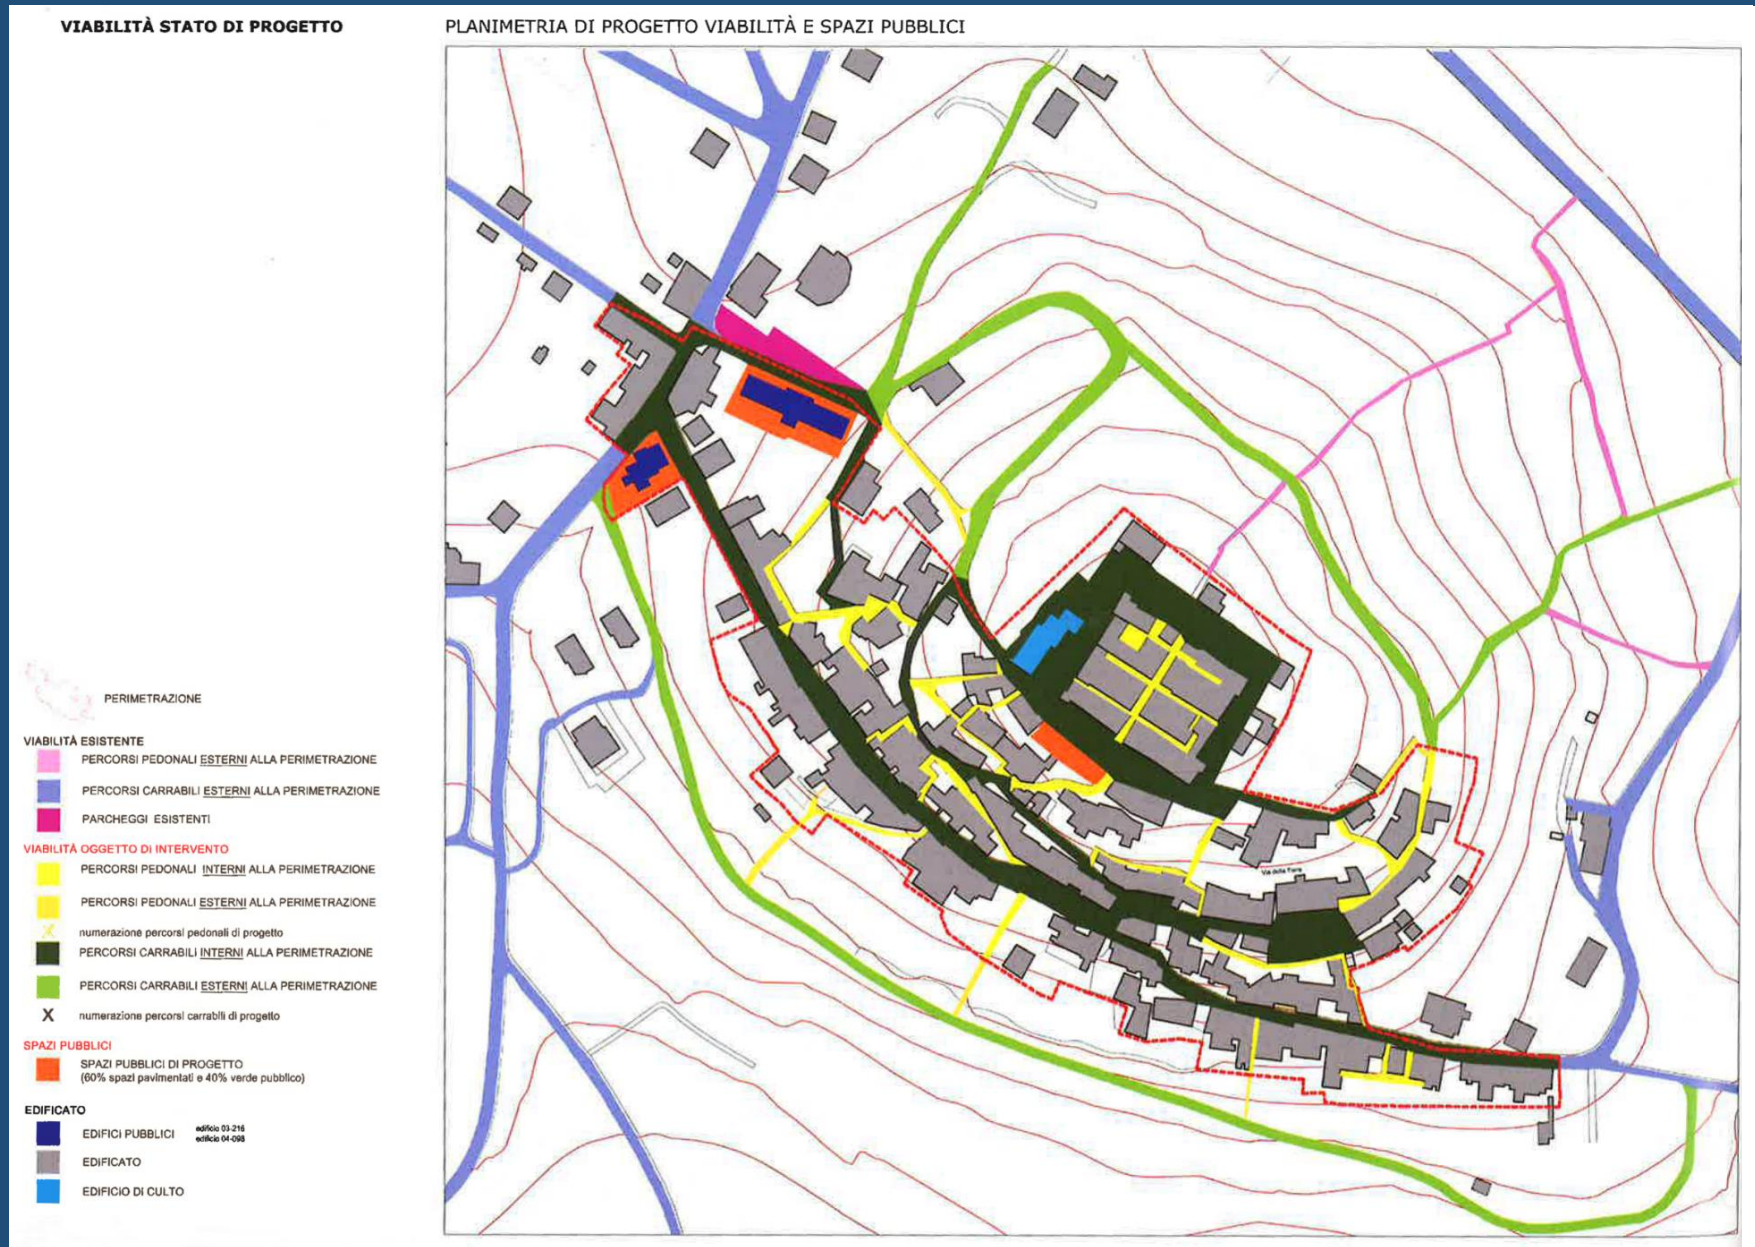 VIABILITÀ STATO DI PROGETTO
PLANIMETRIA DI PROGETTO VIABILITÀ E SPAZI PUBBLICI
Via della Torre
PERIMETRAZIONE
VIABILITÀ ESISTENTE
PERCORSI PEDONALI ESTERNI ALLA PERIMETRAZIONE
PERCORSI CARRABILI ESTERNI ALLA PERIMETRAZIONE
PARCHEGGI ESISTENTI
VIABILITÀ OGGETTO DI INTERVENTO
PERCORSI PEDONALI INTERNI ALLA PERIMETRAZIONE
PERCORSI PEDONALI ESTERNI ALLA PERIMETRAZIONE
X numerazione percorsi pedonali di progetto
PERCORSI CARRABILI INTERNI ALLA PERIMETRAZIONE
PERCORSI CARRABILI ESTERNI ALLA PERIMETRAZIONE
X numerazione percorsi carrabili di progetto
SPAZI PUBBLICI
SPAZI PUBBLICI DI PROGETTO
(60% spazi pavimentati e 40% verde pubblico)
EDIFICATO
EDIFICI PUBBLICI
edificio 03-216
edificio 04-098
EDIFICATO
EDIFICIO DI CULTO